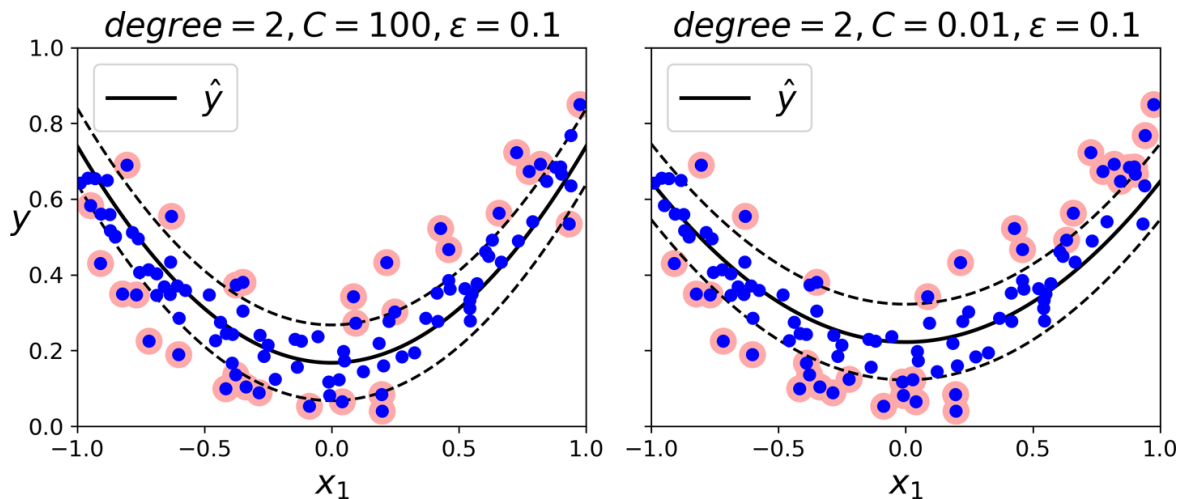 degree = 2, C = 100, ε = 0.1
degree = 2, C = 0.01, ε = 0.1
1.0
0.8
0.6
0.4
0.2
0.0
y
ŷ
ŷ
−1.0 −0.5 0.0 0.5 1.0
−1.0 −0.5 0.0 0.5 1.0
x₁
x₁